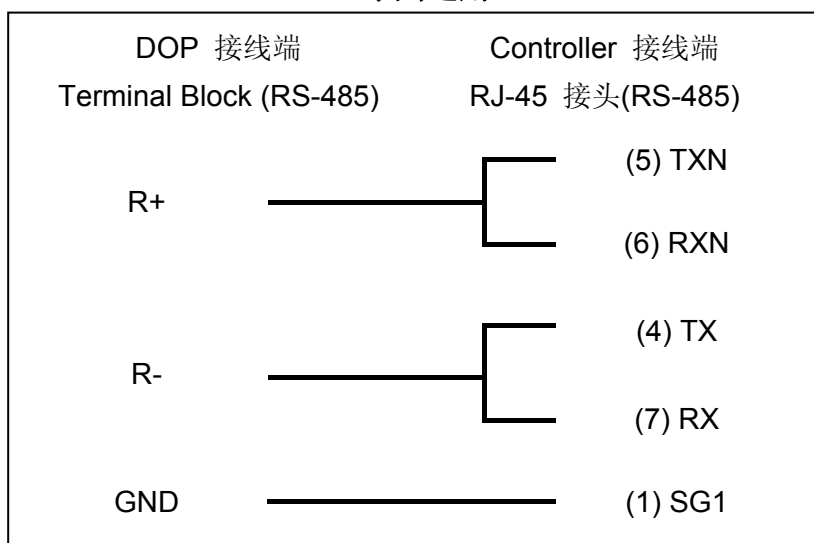 DOP 接线端 Controller 接线端
Terminal Block (RS-485) RJ-45 接头(RS-485)
(5) TXN
R+
(6) RXN
(4) TX
R-
(7) RX
GND (1) SG1